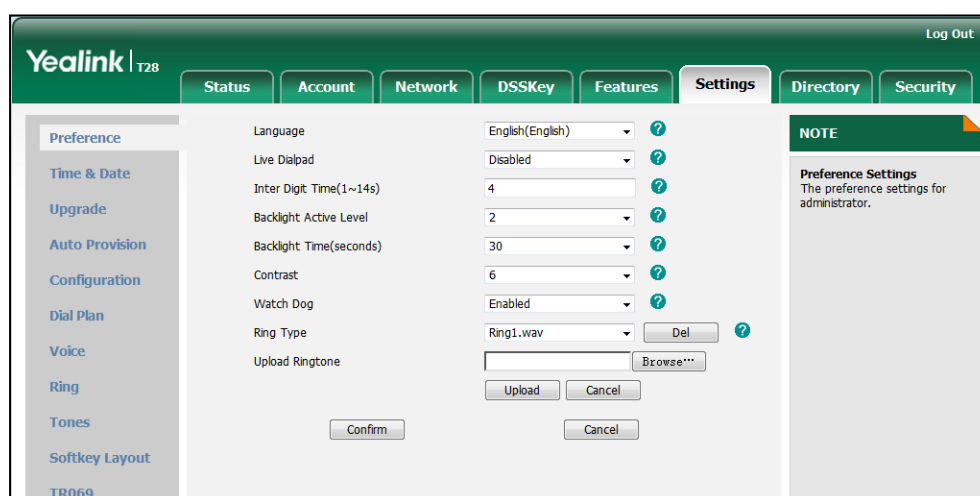 Log Out
Yealink | T28
Status Account Network DSSKey Features Settings Directory Security
Preference
Time & Date
Upgrade
Auto Provision
Configuration
Dial Plan
Voice
Ring
Tones
Softkey Layout
TR069
Language English(English) ?
Live Dialpad Disabled ?
Inter Digit Time(1~14s) 4 ?
Backlight Active Level 2 ?
Backlight Time(seconds) 30 ?
Contrast 6 ?
Watch Dog Enabled ?
Ring Type Ring1.wav Del ?
Upload Ringtone Browse...
Upload Cancel
Confirm Cancel
NOTE
Preference Settings
The preference settings for
administrator.